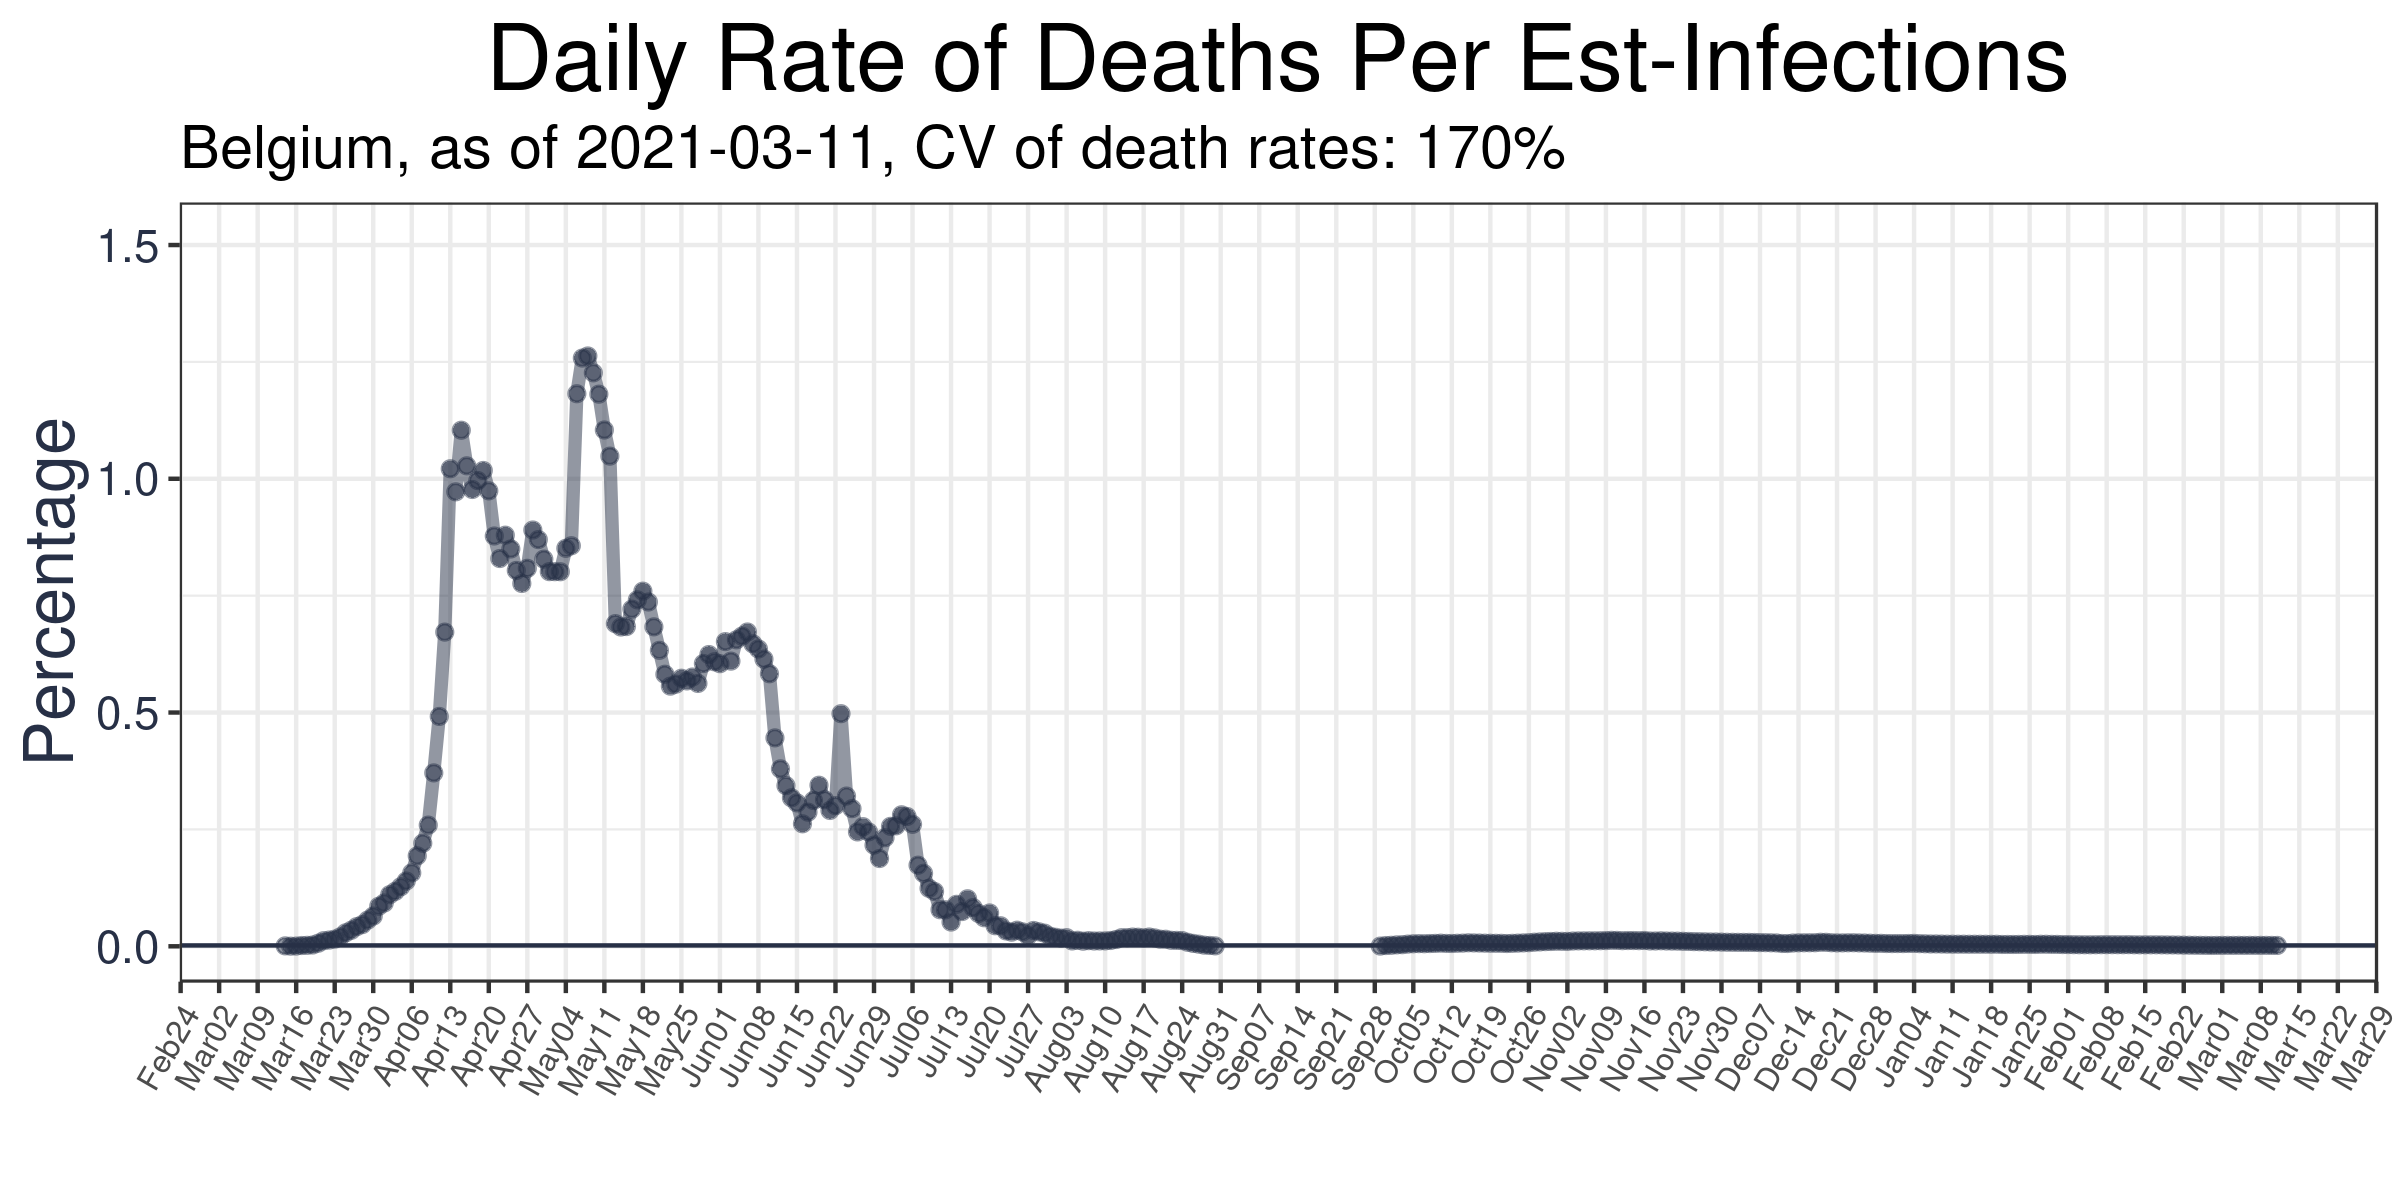 Daily Rate of Deaths Per Est-Infections
Belgium, as of 2021-03-11, CV of death rates: 170%
Percentage
1.5
1.0
0.5
0.0
Feb24 Mar02 Mar09 Mar16 Mar23 Mar30 Apr06 Apr13 Apr20 Apr27 May04 May11 May18 May25 Jun01 Jun08 Jun15 Jun22 Jun29 Jul06 Jul13 Jul20 Jul27 Aug03 Aug10 Aug17 Aug24 Aug31 Sep07 Sep14 Sep21 Sep28 Oct05 Oct12 Oct19 Oct26 Nov02 Nov09 Nov16 Nov23 Nov30 Dec07 Dec14 Dec21 Dec28 Jan04 Jan11 Jan18 Jan25 Feb01 Feb08 Feb15 Feb22 Mar01 Mar08 Mar15 Mar22 Mar29